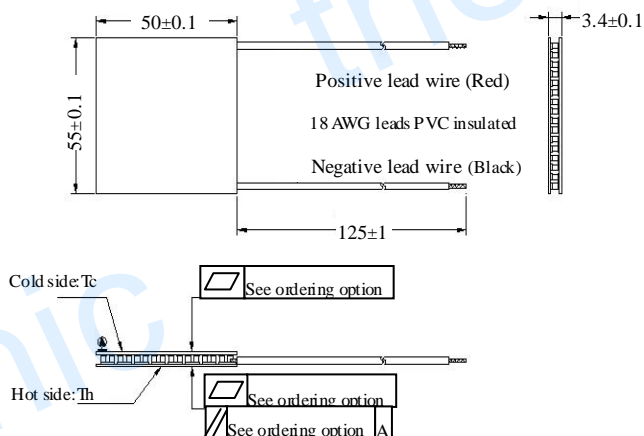 50±0.1
3.4±0.1
55±0.1
Positive lead wire (Red)
18 AWG leads PVC insulated
Negative lead wire (Black)
125±1
Cold side:Tc
See ordering option
A
Hot side:Th
See ordering option
See ordering option A
nic